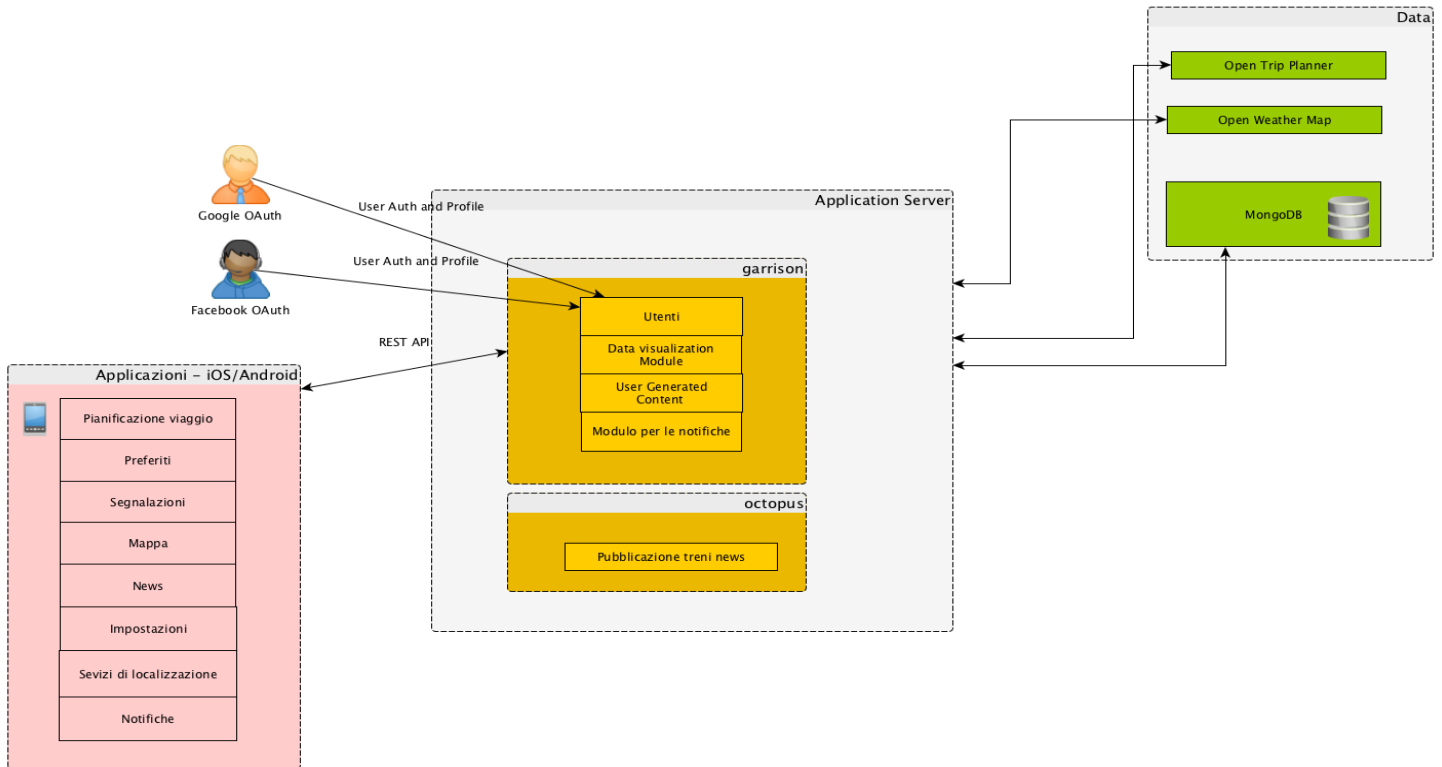 Data
Open Trip Planner
Open Weather Map
MongoDB
Google OAuth
User Auth and Profile
Facebook OAuth
User Auth and Profile
REST API
Application Server
garrison
Utenti
Data visualization
Module
User Generated
Content
Modulo per le notifiche
octopus
Pubblicazione treni news
Applicazioni – iOS/Android
Pianificazione viaggio
Preferiti
Segnalazioni
Mappa
News
Impostazioni
Sevizi di localizzazione
Notifiche